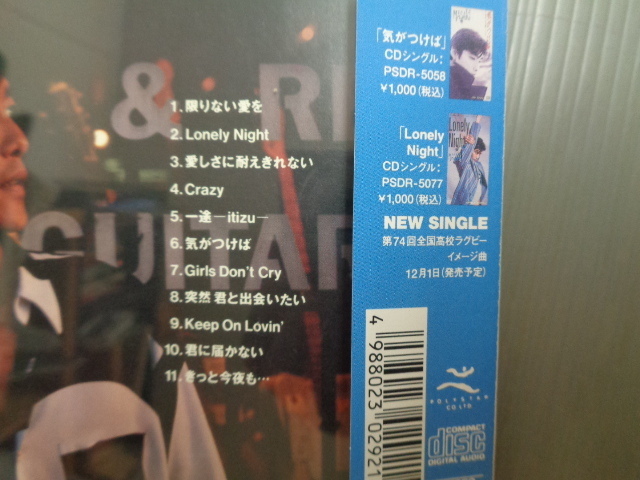 & R
GUITAR
1. 限りない愛を
2. Lonely Night
3. 愛しさに耐えきれない
4. Crazy
5. 一途—itizu—
6. 気がつけば
7. Girls Don't Cry
8. 突然 君と出会いたい
9. Keep On Lovin'
10. 君に届かない
11. きっと今夜も…
「気がつけば」
CDシングル:
PSDR-5058
¥1,000(税込)
「Lonely
Night」
CDシングル:
PSDR-5077
¥1,000(税込)
Lonely
Night
NEW SINGLE
第74回全国高校ラグビー
イメージ曲
12月1日(発売予定)
4 988023 02921
POLYSTAR
CO.LTD.
COMPACT
disc
DIGITAL AUDIO